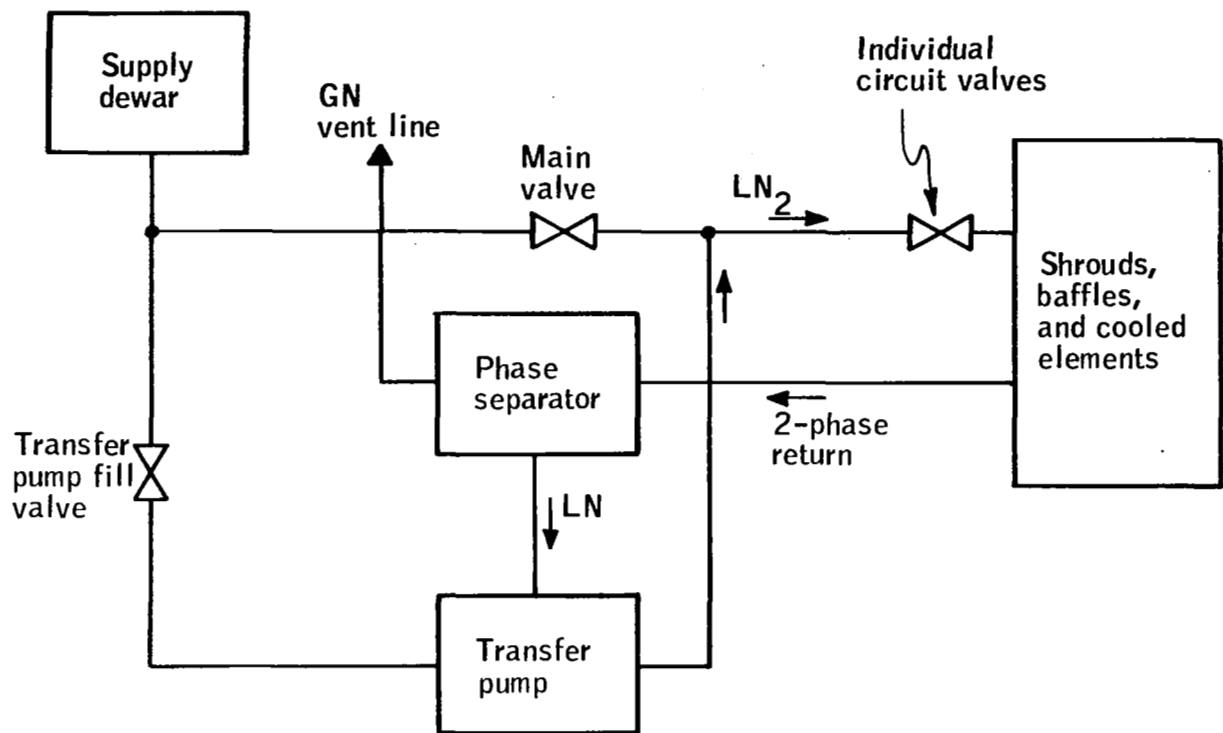 Supply
dewar
GN
vent line
Main
valve
Individual
circuit valves
LN2
Shrouds,
baffles,
and cooled
elements
Phase
separator
2-phase
return
Transfer
pump fill
valve
LN
Transfer
pump